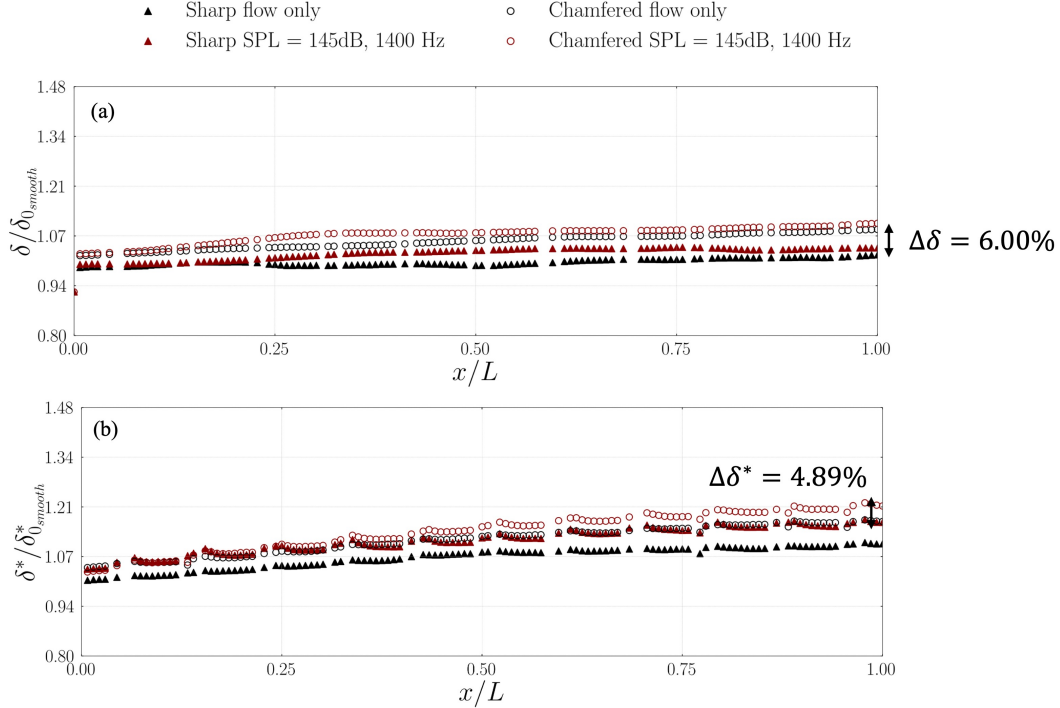 Sharp flow only
Chamfered flow only
Sharp SPL = 145dB, 1400 Hz
Chamfered SPL = 145dB, 1400 Hz
(a)
1.48
1.34
1.21
1.07
0.94
0.80
δ/δ0smooth
0.00
0.25
0.50
0.75
1.00
x/L
Δδ = 6.00%
(b)
1.48
1.34
1.21
1.07
0.94
0.80
δ*/δ*0smooth
Δδ* = 4.89%
0.00
0.25
0.50
0.75
1.00
x/L